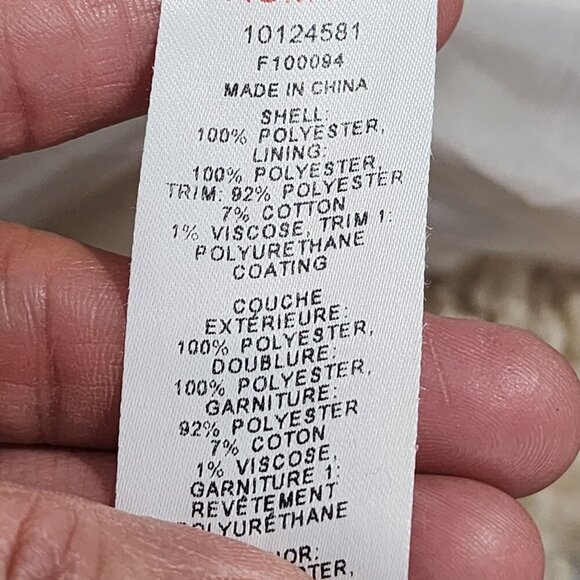 10124581
F100094
MADE IN CHINA
SHELL:
100% POLYESTER,
LINING:
100% POLYESTER,
TRIM: 92% POLYESTER
7% COTTON
1% VISCOSE, TRIM 1:
POLYURETHANE
COATING
COUCHE
EXTÉRIEURE:
100% POLYESTER,
DOUBLURE:
100% POLYESTER,
GARNITURE:
92% POLYESTER
7% COTON
1% VISCOSE,
GARNITURE 1:
REVÊTEMENT